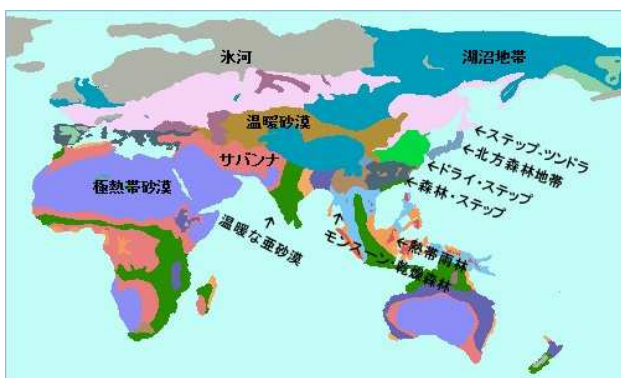 氷河
湖沼地帯
温暖砂漠
←ステップ・ツンドラ
サバンナ
←北方森林地帯
←ドライ・ステップ
極熱帯砂漠
←森林・ステップ
↑
温暖な亜砂漠
↑
モンスーン・乾燥森林
←熱帯雨林